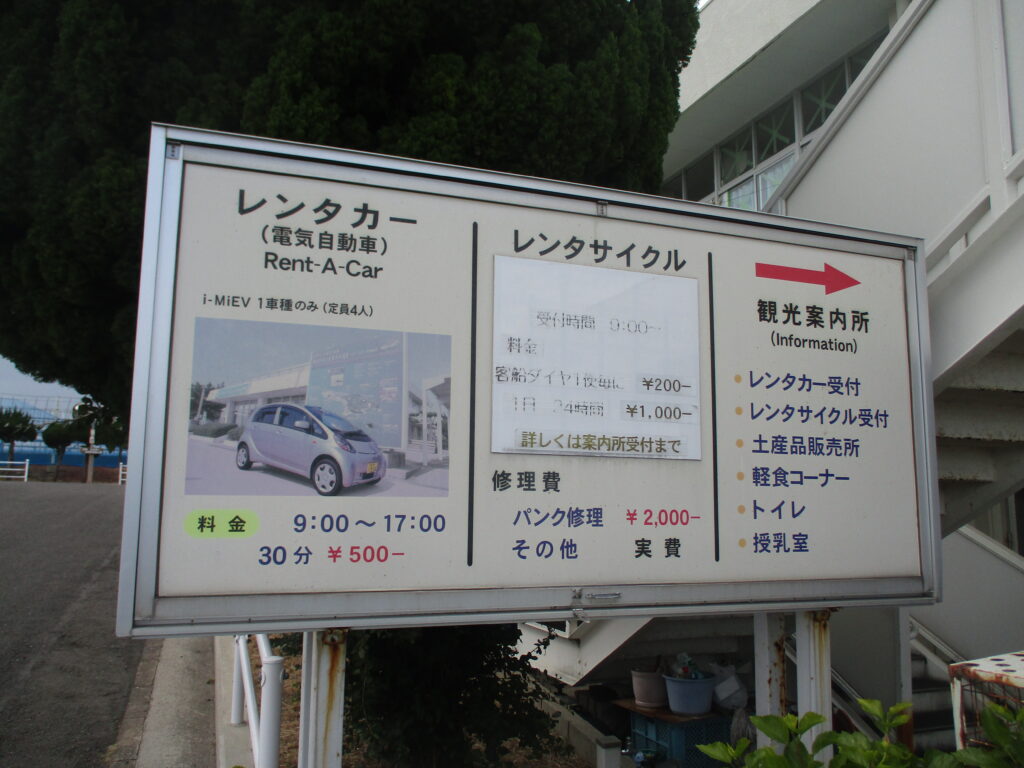 レンタカー
(電気自動車)
Rent-A-Car
i-MiEV 1車種のみ (定員4人)
料金 9:00～17:00
30分 ¥500-
レンタサイクル
受付時間 9:00～
料金
客船ダイヤ1便毎に ¥200-
1日 24時間 ¥1,000-
詳しくは案内所受付まで
修理費
パンク修理 ¥2,000-
その他 実費
観光案内所
(Information)
レンタカー受付
レンタサイクル受付
土産品販売所
軽食コーナー
トイレ
授乳室